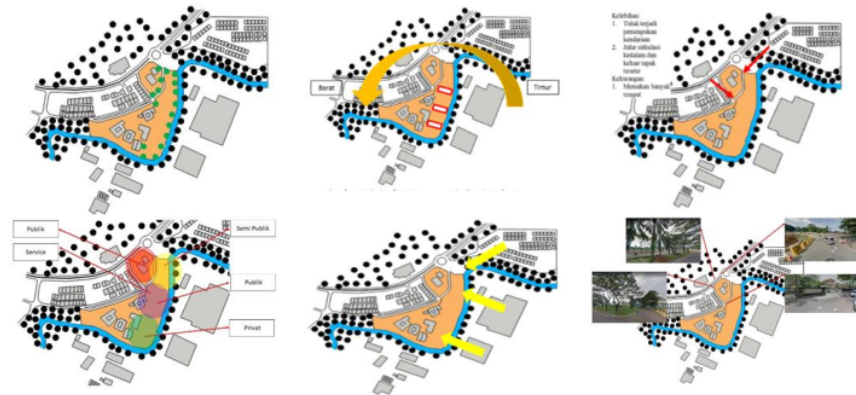 Kelebihan:
1. Tidak terjadi
penumpukan
kendaraan
2. Jalur sirkulasi
kedalam dan
keluar tapak
teratur
Kekurangan:
1. Memakan banyak
tempat
Barat
Timur
Publik
Semi Publik
Service
Publik
Privat